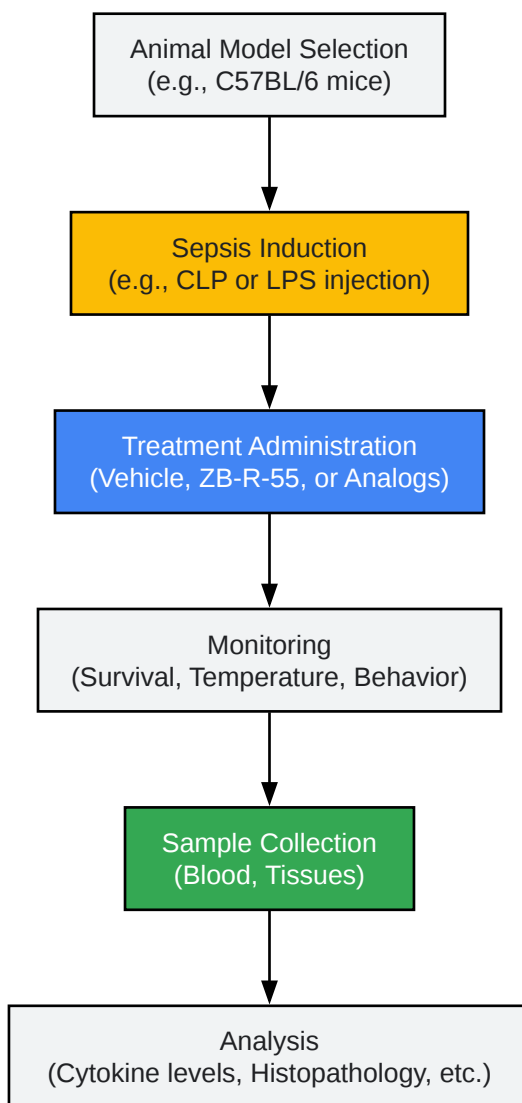 Animal Model Selection
(e.g., C57BL/6 mice)
Sepsis Induction
(e.g., CLP or LPS injection)
Treatment Administration
(Vehicle, ZB-R-55, or Analogs)
Monitoring
(Survival, Temperature, Behavior)
Sample Collection
(Blood, Tissues)
Analysis
(Cytokine levels, Histopathology, etc.)